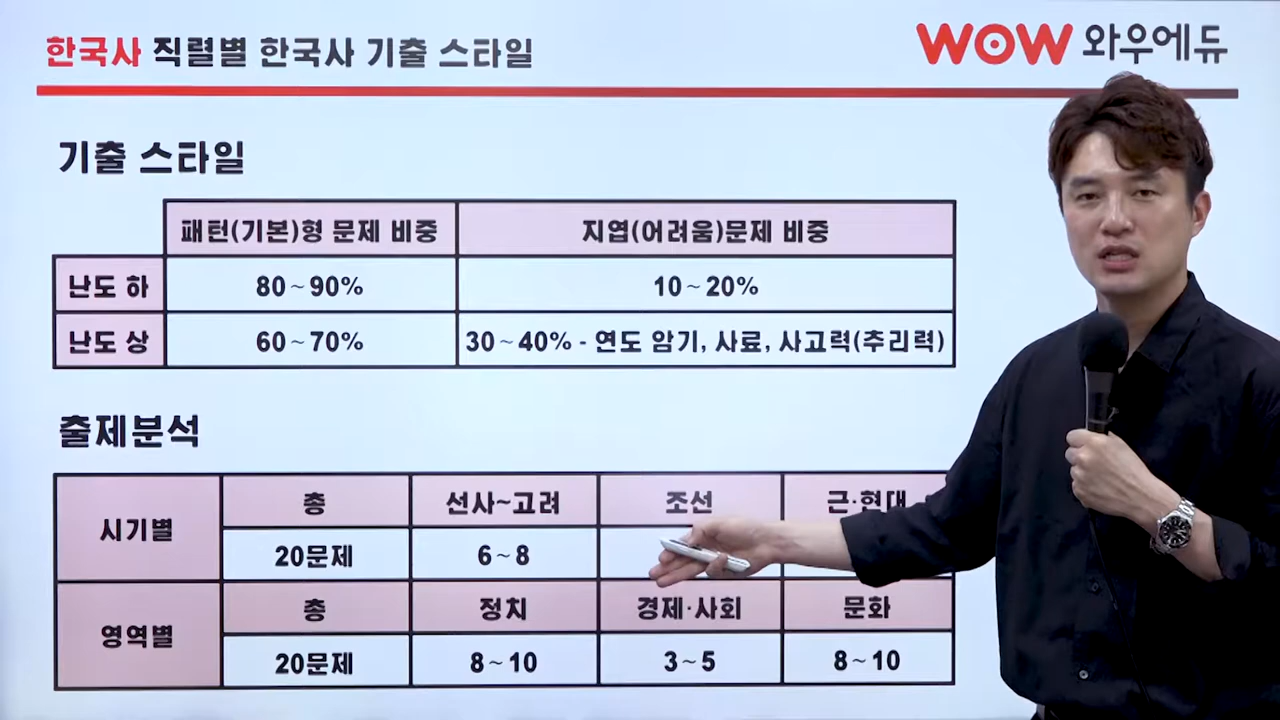 한국사 직렬별 한국사 기출 스타일
WOW 와우에듀
기출 스타일
패턴(기본)형 문제 비중 지엽(어려움)문제 비중
난도 하 80~90% 10~20%
난도 상 60~70% 30~40% - 연도 암기, 사료, 사고력(추리력)
출제분석
시기별 총 선사~고려 조선 근·현대
20문제 6~8
영역별 총 정치 경제·사회 문화
20문제 8~10 3~5 8~10